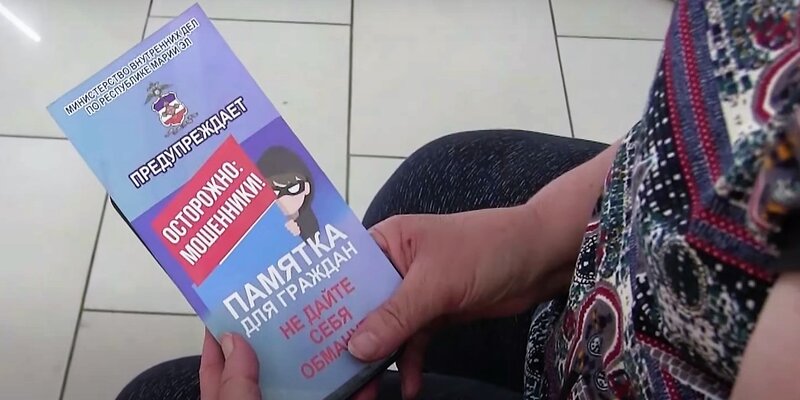 МИНИСТЕРСТВО ВНУТРЕННИХ ДЕЛ
ПО РЕСПУБЛИКЕ МАРИЙ ЭЛ
ПРЕДУПРЕЖДАЕТ
ОСТОРОЖНО:
МОШЕННИКИ!
ПАМЯТКА
ДЛЯ ГРАЖДАН
НЕ ДАЙТЕ
СЕБЯ